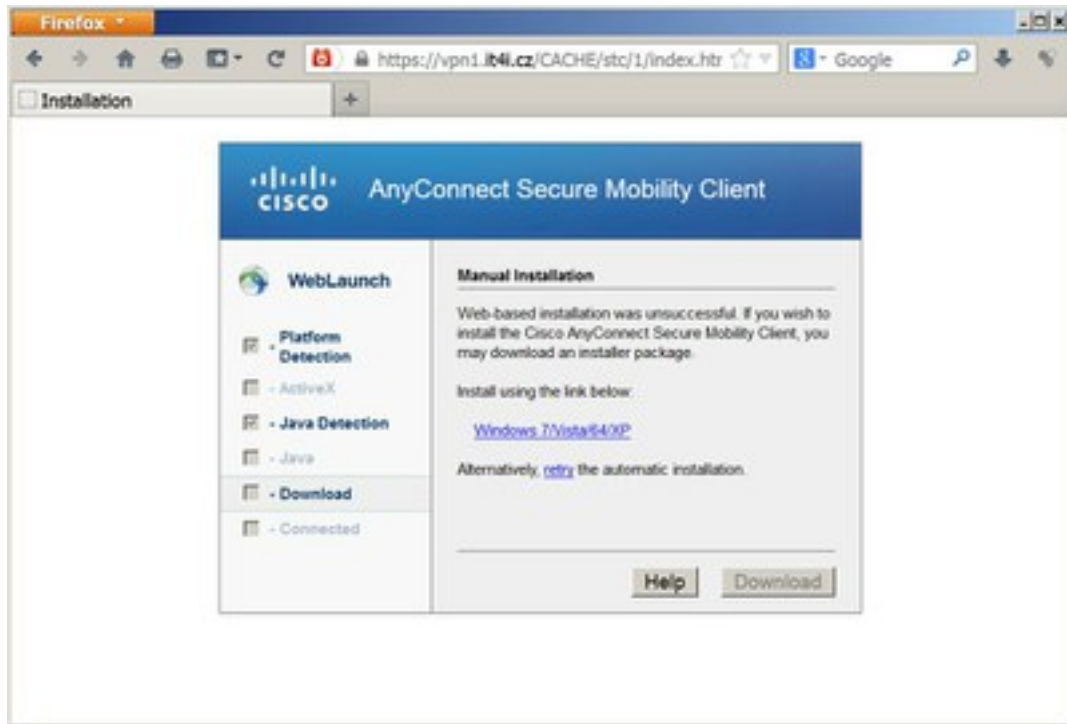 Firefox
https://vpn1.it4i.cz/CACHE/stc/1/index.htr
Google
Installation
CISCO
AnyConnect Secure Mobility Client
WebLaunch
- Platform
Detection
- ActiveX
- Java Detection
- Java
- Download
- Connected
Manual Installation
Web-based installation was unsuccessful. If you wish to
install the Cisco AnyConnect Secure Mobility Client, you
may download an installer package.
Install using the link below:
Windows 7/Vista/64/XP
Alternatively, retry the automatic installation.
Help
Download